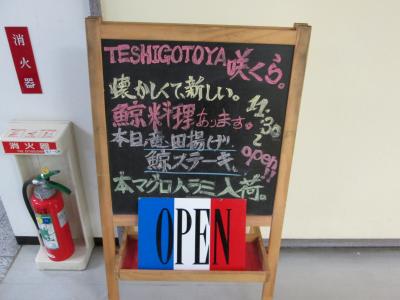 消火器
消火器
TESHIGOTOYA 咲くら。
懐かしくて、新しい。
鯨料理あります。
11:30〜
open!!
本日竜田揚げ
鯨ステーキ
本マグロハラミ入荷。
OPEN